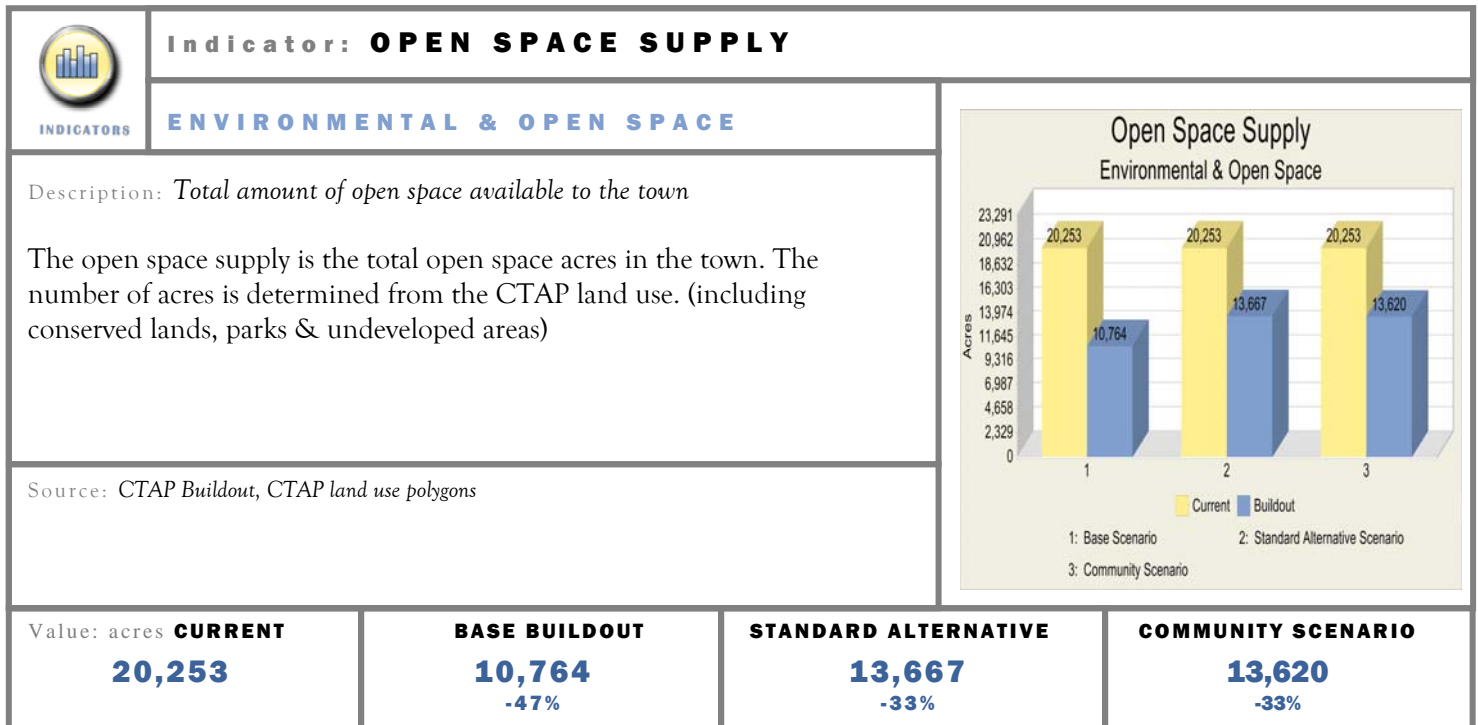 INDICATORS
Indicator: OPEN SPACE SUPPLY
ENVIRONMENTAL & OPEN SPACE
Description: Total amount of open space available to the town
The open space supply is the total open space acres in the town. The
number of acres is determined from the CTAP land use. (including
conserved lands, parks & undeveloped areas)
Source: CTAP Buildout, CTAP land use polygons
Open Space Supply
Environmental & Open Space
Acres
23,291
20,962
18,632
16,303
13,974
11,645
9,316
6,987
4,658
2,329
0
20,253
10,764
20,253
13,667
20,253
13,620
1 2 3
Current Buildout
1: Base Scenario 2: Standard Alternative Scenario
3: Community Scenario
Value: acres CURRENT
20,253
BASE BUILDOUT
10,764
-47%
STANDARD ALTERNATIVE
13,667
-33%
COMMUNITY SCENARIO
13,620
-33%